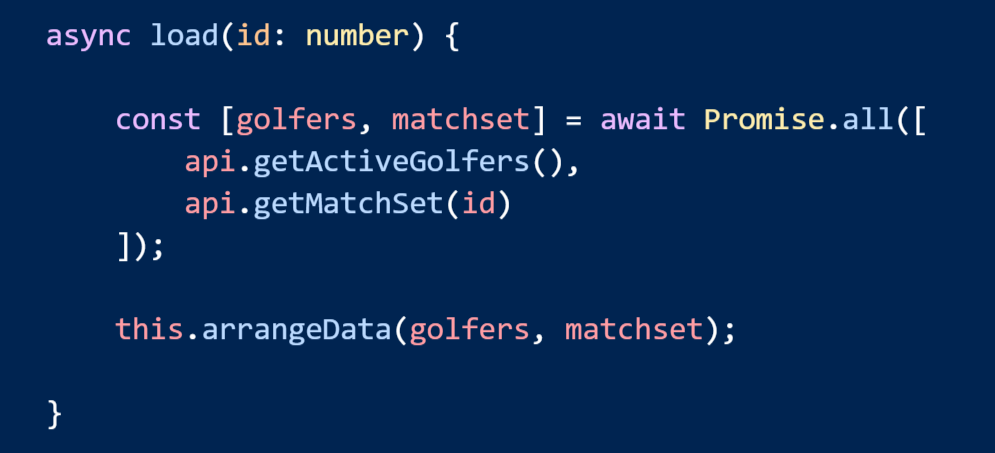 async load(id: number) {
const [golfers, matchset] = await Promise.all([
api.getActiveGolfers(),
api.getMatchSet(id)
]);
this.arrangeData(golfers, matchset);
}